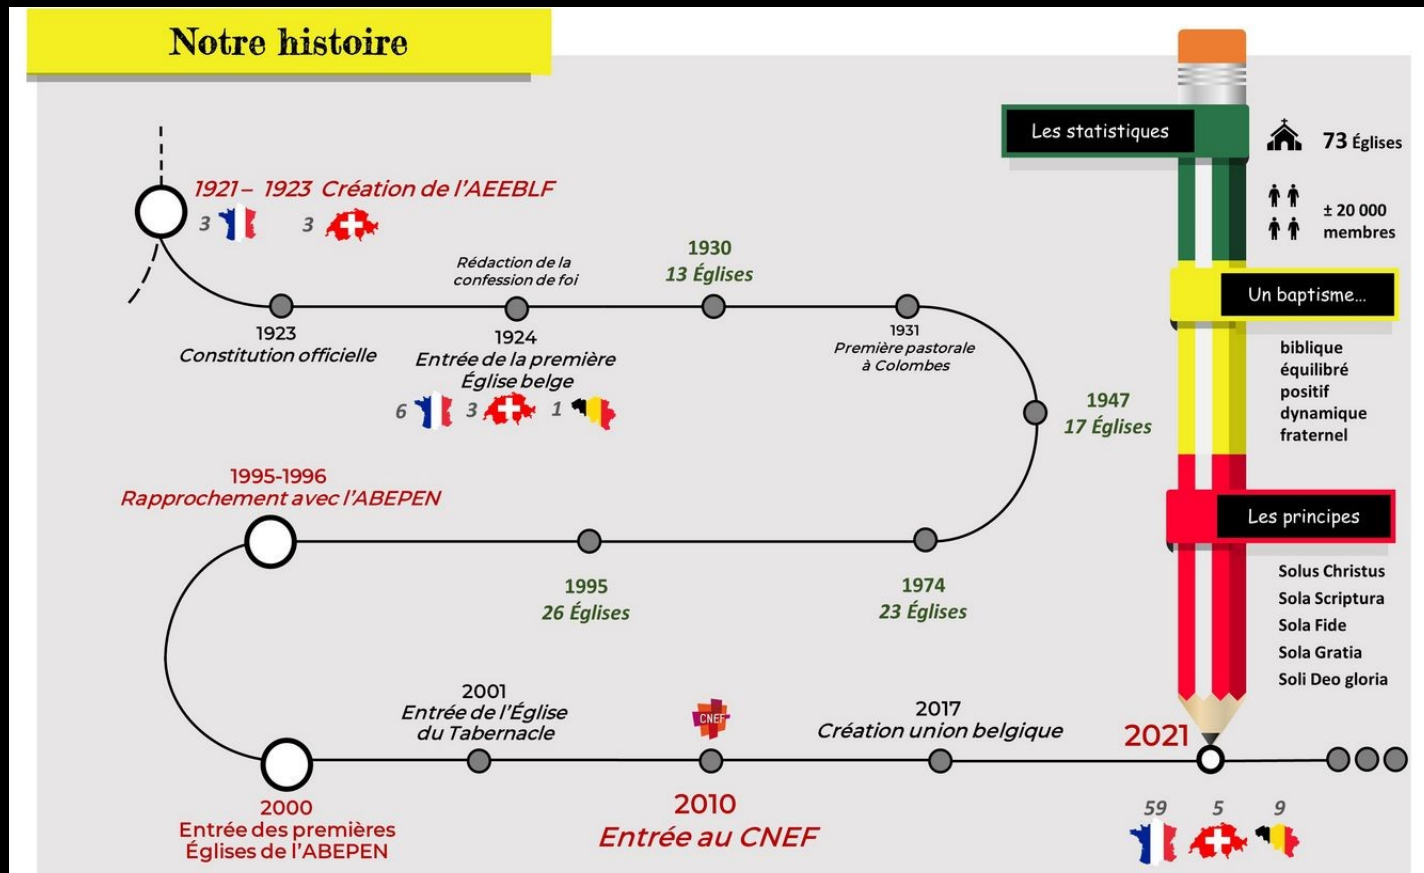 Notre histoire
1921 – 1923 Création de l'AEEBLF
3 3
1923
Constitution officielle
Rédaction de la
confession de foi
1924
Entrée de la première
Église belge
6 3 1
1930
13 Églises
1931
Première pastorale
à Colombes
1947
17 Églises
1974
23 Églises
1995
26 Églises
1995-1996
Rapprochement avec l'ABEPEN
2000
Entrée des premières
Églises de l'ABEPEN
2001
Entrée de l'Église
du Tabernacle
CNEF
2010
Entrée au CNEF
2017
Création union belgique
2021
59 5 9
Les statistiques
73 Églises
± 20 000
membres
Un baptisme...
biblique
équilibré
positif
dynamique
fraternel
Les principes
Solus Christus
Sola Scriptura
Sola Fide
Sola Gratia
Soli Deo gloria